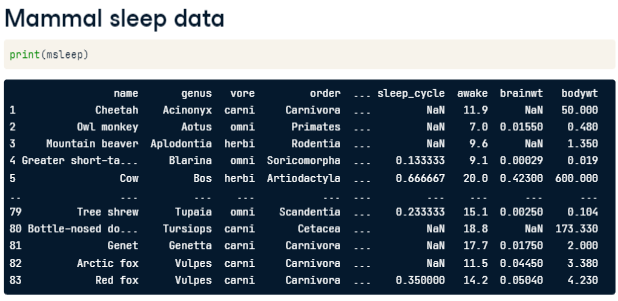 Mammal sleep data
print(msleep)
name genus vore order ... sleep_cycle awake brainwt bodywt
1 Cheetah Acinonyx carni Carnivora ... NaN 11.9 NaN 50.000
2 Owl monkey Aotus omni Primates ... NaN 7.0 0.01550 0.480
3 Mountain beaver Aplodontia herbi Rodentia ... NaN 9.6 NaN 1.350
4 Greater short-ta... Blarina omni Soricomorpha ... 0.133333 9.1 0.00029 0.019
5 Cow Bos herbi Artiodactyla ... 0.666667 20.0 0.42300 600.000
.. ... ... ... ... ... ... ... ... ...
79 Tree shrew Tupaia omni Scandentia ... 0.233333 15.1 0.00250 0.104
80 Bottle-nosed do... Tursiops carni Cetacea ... NaN 18.8 NaN 173.330
81 Genet Genetta carni Carnivora ... NaN 17.7 0.01750 2.000
82 Arctic fox Vulpes carni Carnivora ... NaN 11.5 0.04450 3.380
83 Red fox Vulpes carni Carnivora ... 0.350000 14.2 0.05040 4.230